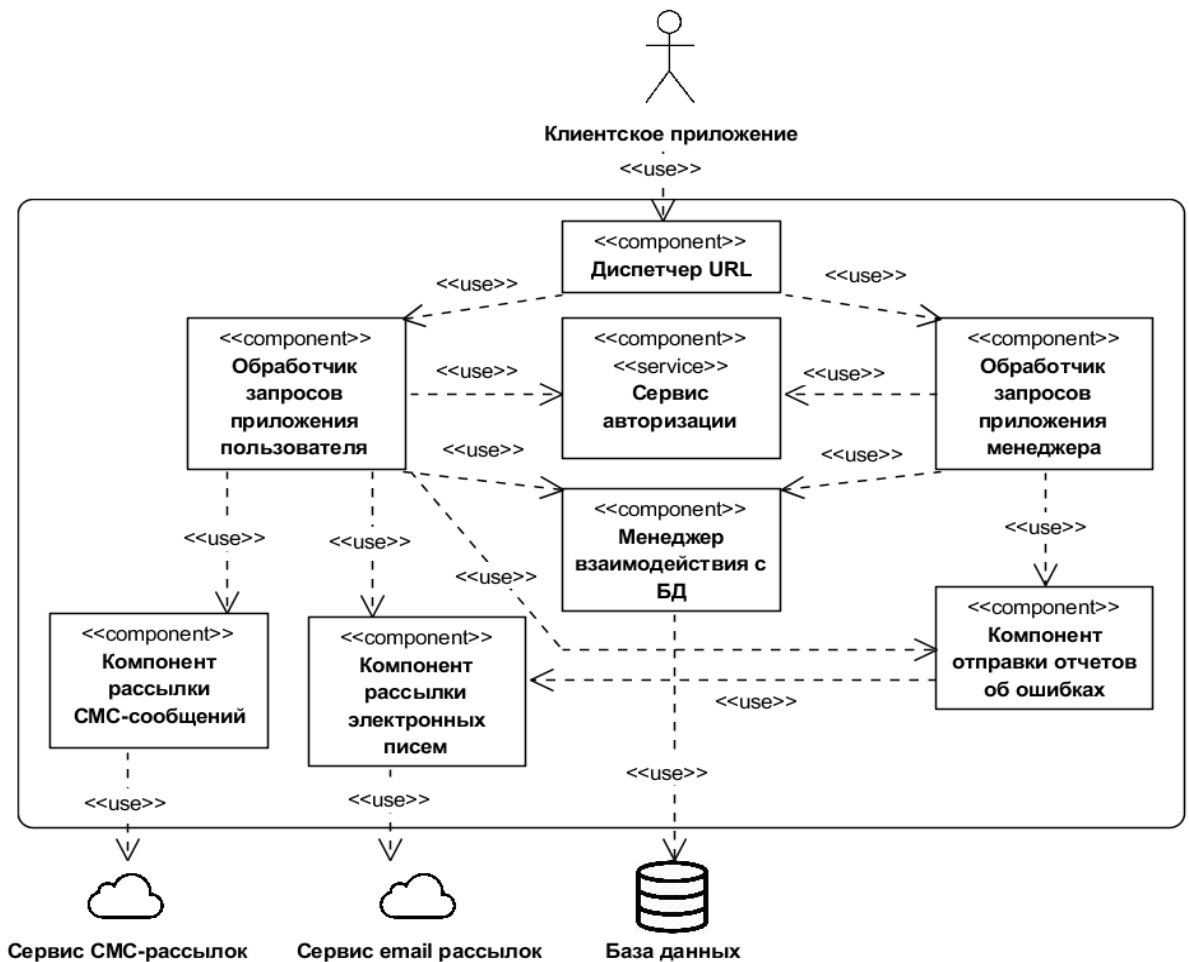 Клиентское приложение
<<use>>
<<component>>
Диспетчер URL
<<use>>
<<use>>
<<component>>
Обработчик
запросов
приложения
пользователя
<<use>>
<<component>>
<<service>>
Сервис
авторизации
<<use>>
<<component>>
Обработчик
запросов
приложения
менеджера
<<use>>
<<use>>
<<component>>
Менеджер
взаимодействия с
БД
<<use>>
<<use>>
<<use>>
<<use>>
<<component>>
Компонент
рассылки
СМС-сообщений
<<component>>
Компонент
рассылки
электронных
писем
<<component>>
Компонент
отправки отчетов
об ошибках
<<use>>
<<use>>
<<use>>
<<use>>
Сервис СМС-рассылок
Сервис email рассылок
База данных